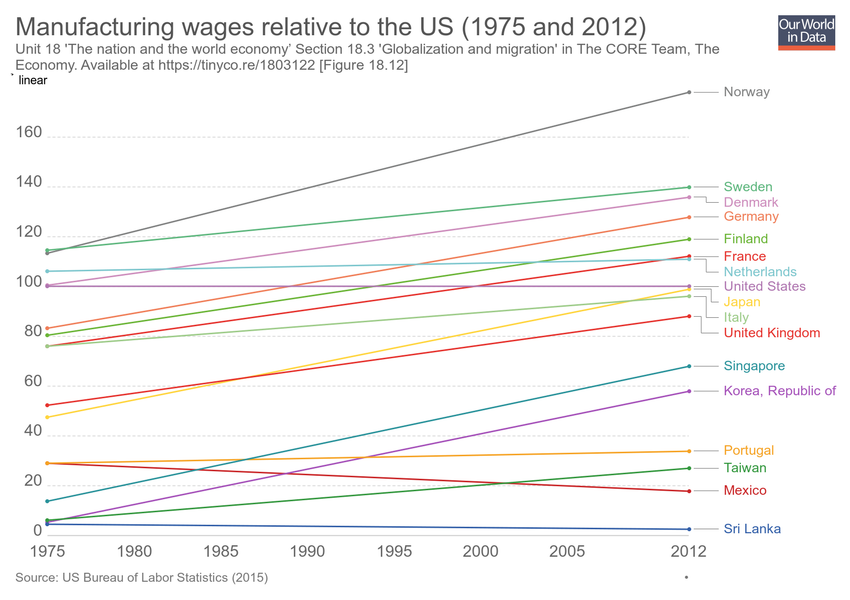 Manufacturing wages relative to the US (1975 and 2012)
Our World
in Data
Unit 18 'The nation and the world economy' Section 18.3 'Globalization and migration' in The CORE Team, The
Economy. Available at https://tinyco.re/1803122 [Figure 18.12]
linear
Norway
160
140
Sweden
Denmark
Germany
120
Finland
France
Netherlands
100
United States
Japan
Italy
80
United Kingdom
Singapore
60
Korea, Republic of
40
Portugal
Taiwan
20
Mexico
Sri Lanka
0
1975 1980 1985 1990 1995 2000 2005 2012
Source: US Bureau of Labor Statistics (2015)